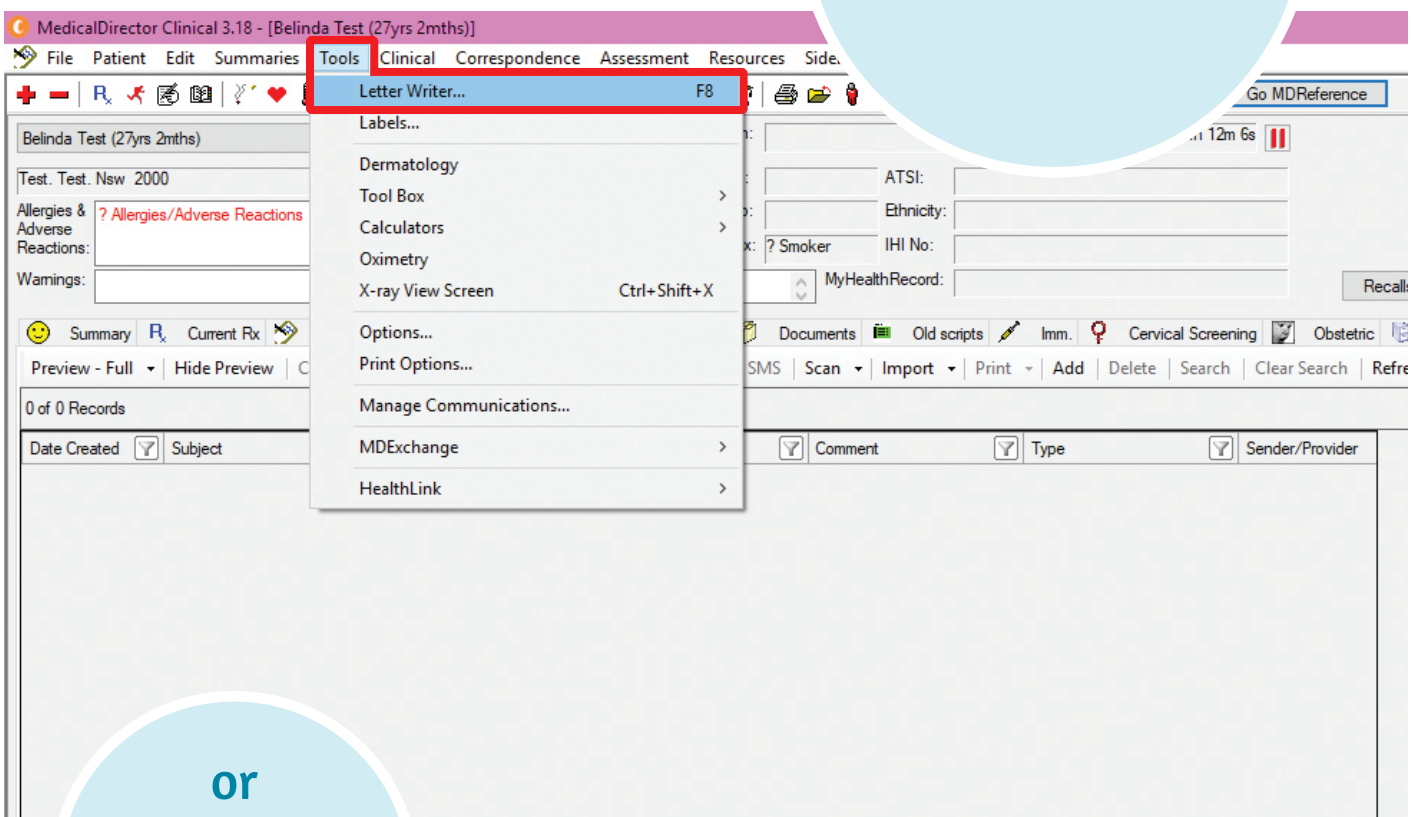 MedicalDirector Clinical 3.18 - [Belinda Test (27yrs 2mths)]
File Patient Edit Summaries Tools Clinical Correspondence Assessment Resources
Letter Writer... F8
Go MDReference
Labels...
Belinda Test (27yrs 2mths)
12m 6s
Dermatology
Test. Test. Nsw 2000
ATSI:
Tool Box
Allergies & Adverse Reactions:
? Allergies/Adverse Reactions
Ethnicity:
Calculators
? Smoker
IHI No:
Oximetry
Warnings:
MyHealthRecord:
X-ray View Screen Ctrl+Shift+X
Recalls
Summary Current Rx
Options...
Documents Old scripts Imm. Cervical Screening Obstetric
Preview - Full Hide Preview
Print Options...
SMS Scan Import Print Add Delete Search Clear Search
0 of 0 Records
Manage Communications...
Date Created Subject
MDExchange
Comment Type Sender/Provider
HealthLink
or